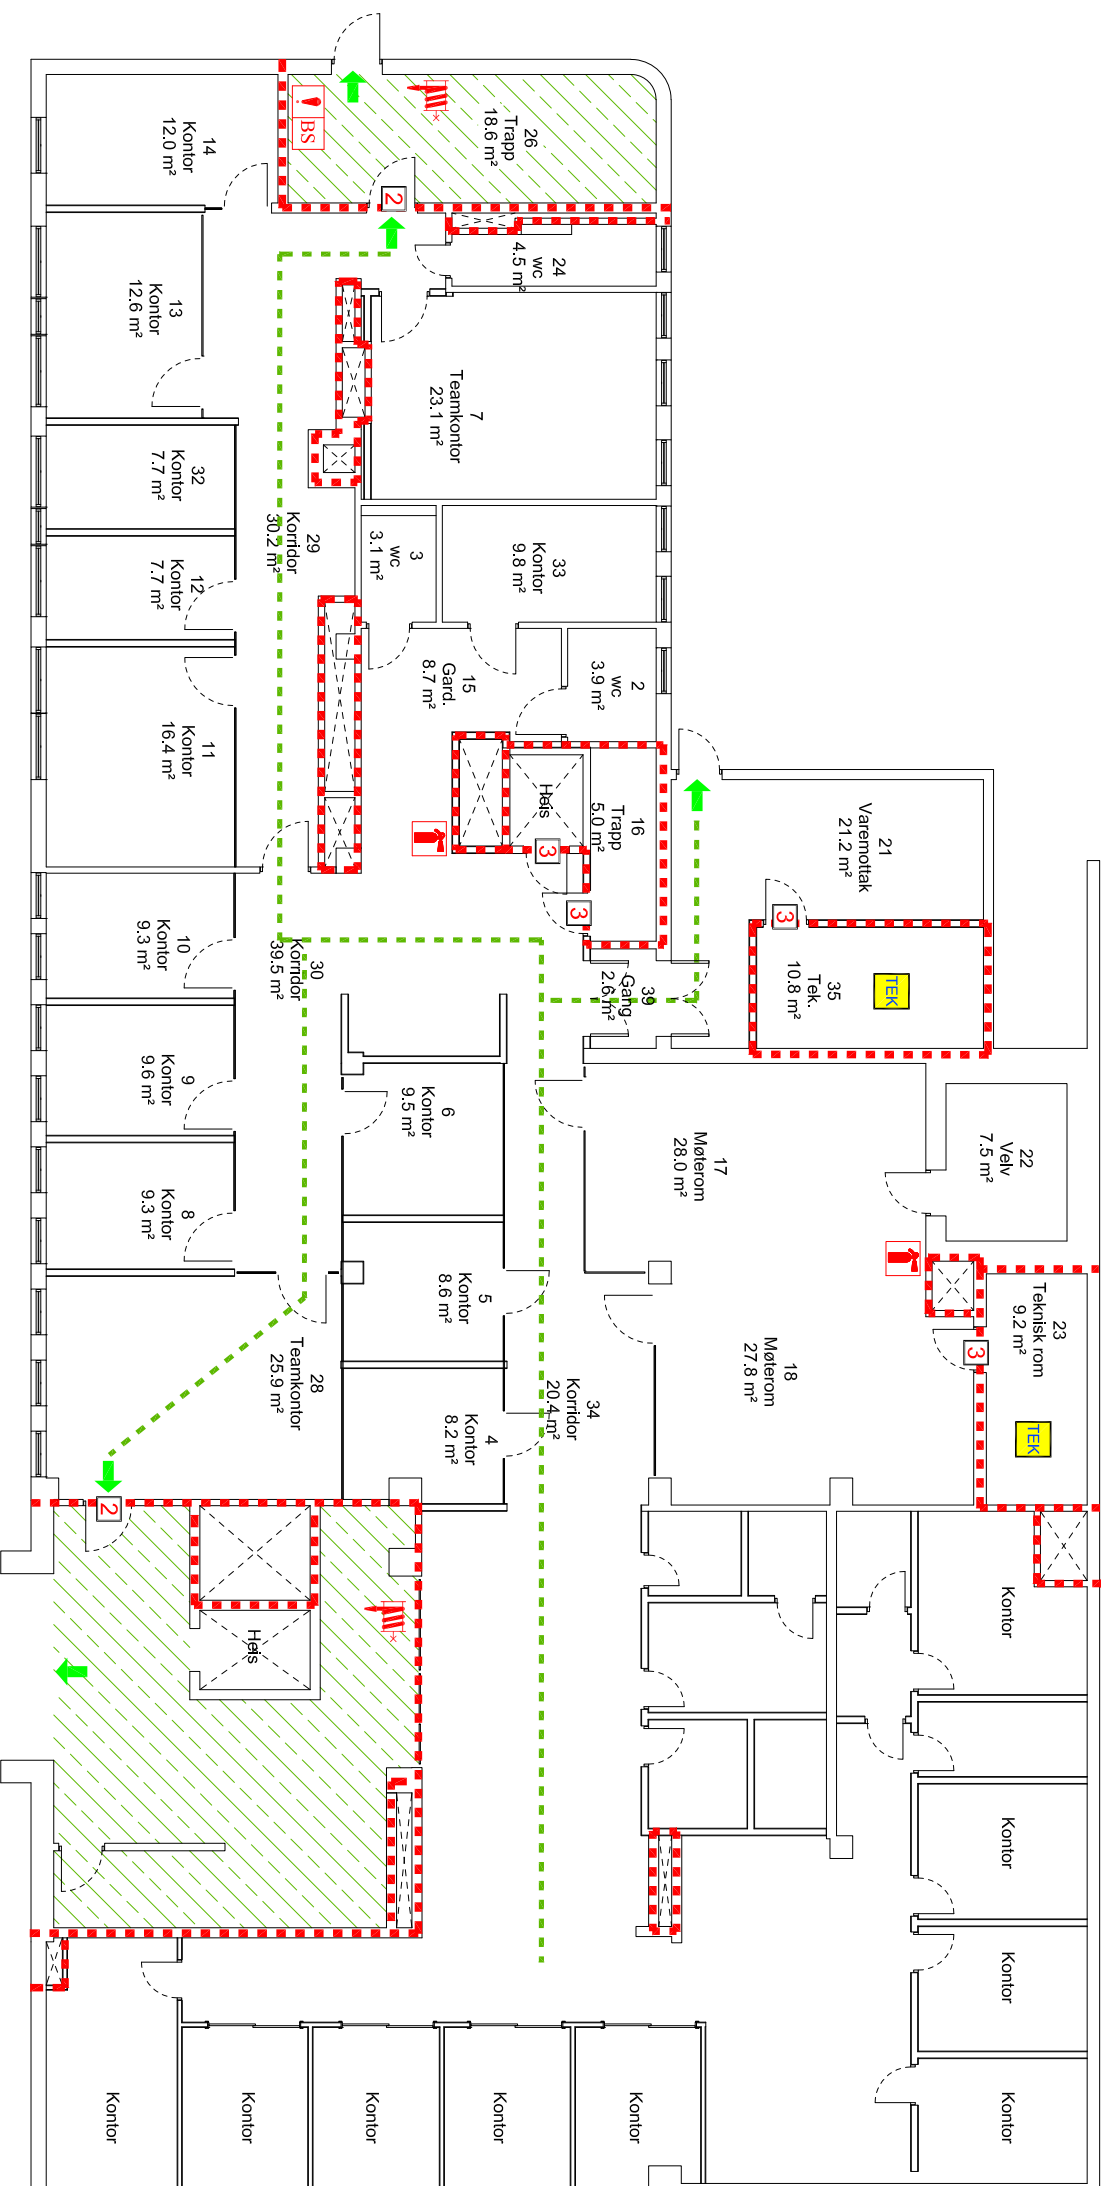 14
Kontor
12.0 m²
BS
26
Trapp
18.6 m²
2
13
Kontor
12.6 m²
24
wc
4.5 m²
7
Teamkontor
23.1 m²
32
Kontor
7.7 m²
12
Kontor
7.7 m²
29
Korridor
30.2 m²
3
wc
3.1 m²
33
Kontor
9.8 m²
15
Gard.
8.7 m²
2
wc
3.9 m²
11
Kontor
16.4 m²
Heis
16
Trapp
5.0 m²
3
3
21
Varemottak
21.2 m²
3
35
Tek.
10.8 m²
TEK
10
Kontor
9.3 m²
30
Korridor
39.5 m²
39
Gang
2.6 m²
9
Kontor
9.6 m²
6
Kontor
9.5 m²
17
Møterom
28.0 m²
22
Velv
7.5 m²
8
Kontor
9.3 m²
5
Kontor
8.6 m²
28
Teamkontor
25.9 m²
4
Kontor
8.2 m²
34
Korridor
20.4 m²
18
Møterom
27.8 m²
23
Teknisk rom
9.2 m²
3
TEK
2
Heis
Kontor
Kontor
Kontor
Kontor
Kontor
Kontor
Kontor
Kontor
Kontor